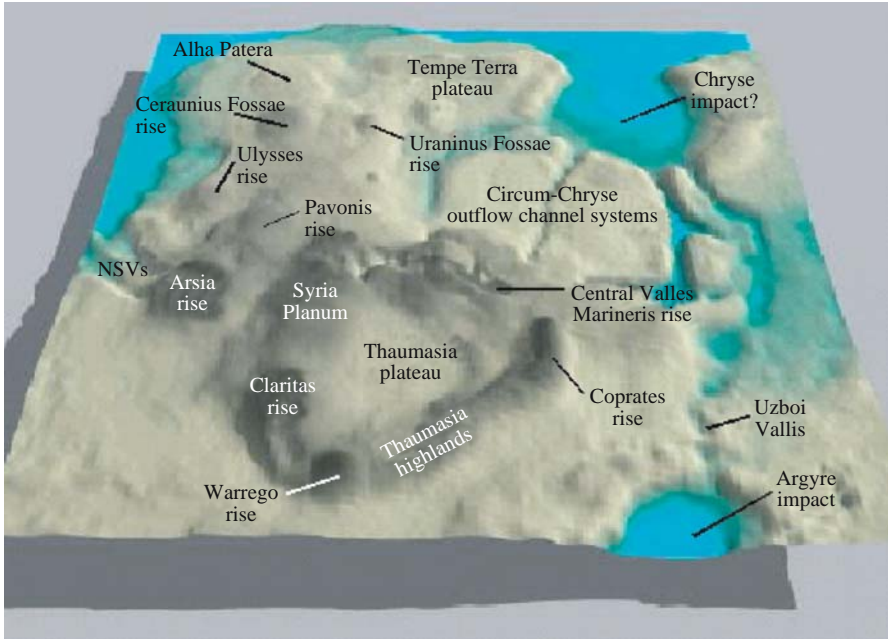 Alha Patera
Tempe Terra
plateau
Chryse
impact?
Ceraunius Fossae
rise
Uraninus Fossae
rise
Ulysses
rise
Circum-Chryse
outflow channel systems
Pavonis
rise
NSVs
Arsia
rise
Syria
Planum
Central Valles
Marineris rise
Thaumasia
plateau
Claritas
rise
Coprates
rise
Uzboi
Vallis
Thaumasia
highlands
Warrego
rise
Argyre
impact